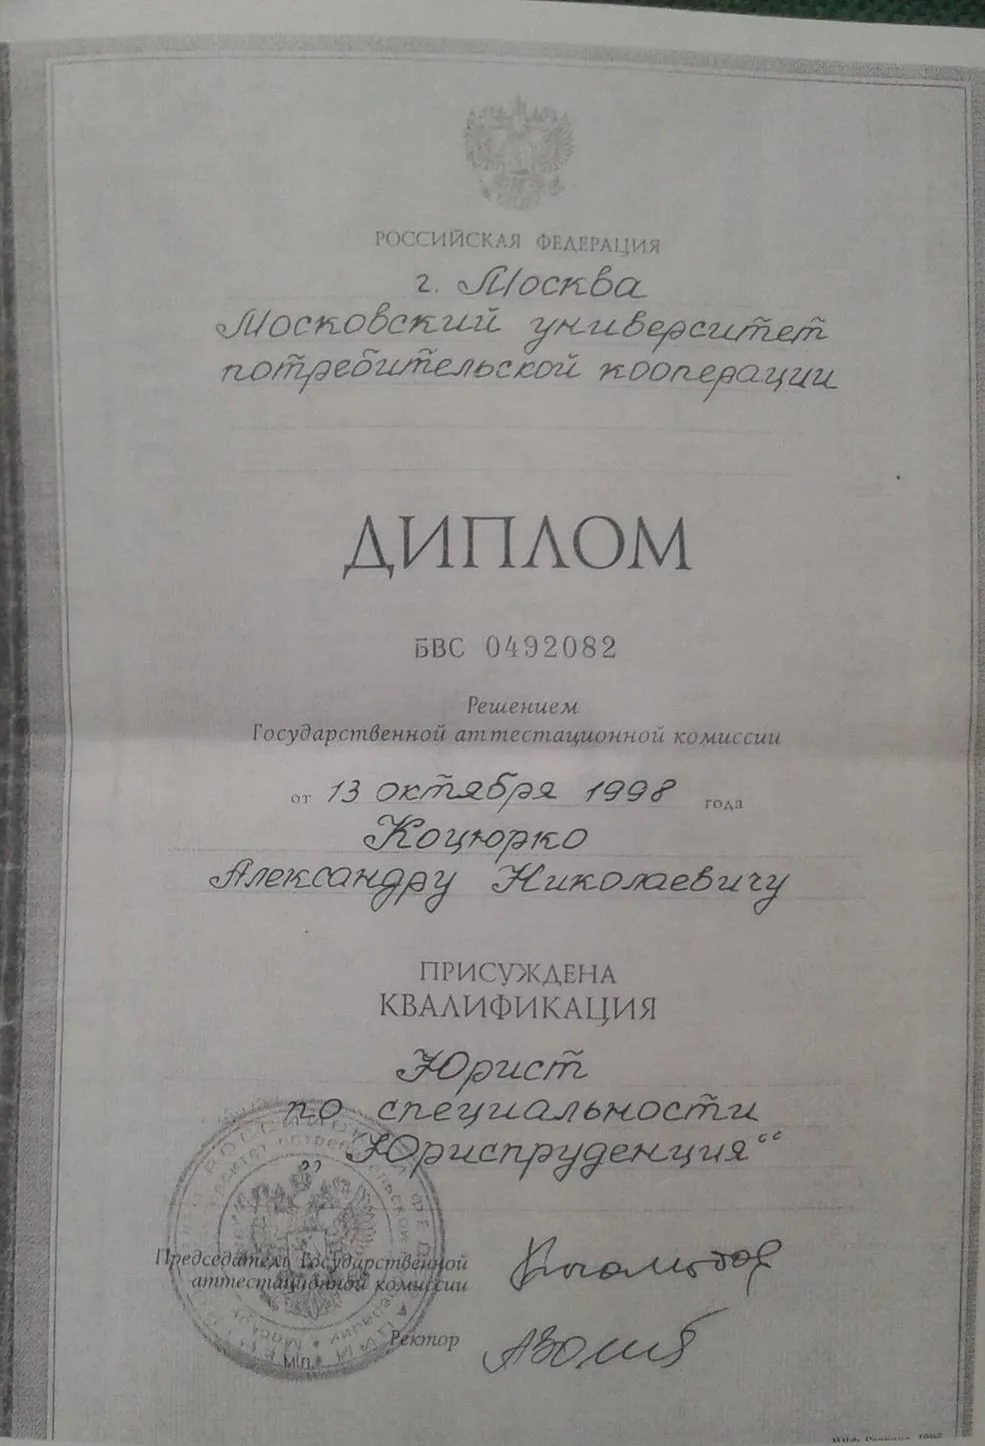 РОССИЙСКАЯ ФЕДЕРАЦИЯ
г. Москва
Московский университет
потребительской кооперации
ДИПЛОМ
БВС 0492082
Решением
Государственной аттестационной комиссии
от 13 октября 1998 года
Коцюрко
Александру Николаевичу
ПРИСУЖДЕНА
КВАЛИФИКАЦИЯ
Юрист
по специальности
„Юриспруденция“
Председатель Государственной
аттестационной комиссии
Ректор
М.п.